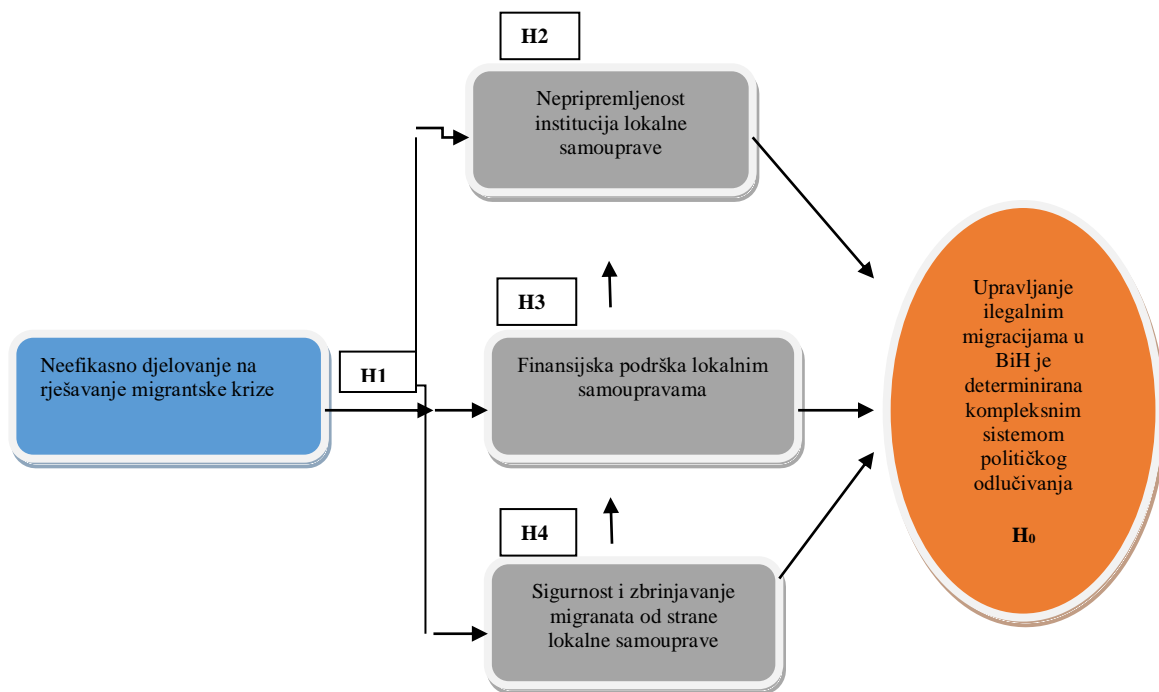 H2
Nepripremljenost
institucija lokalne
samouprave
H3
Neefikasno djelovanje na
rješavanje migrantske krize
H1
Finansijska podrška lokalnim
samoupravama
H4
Sigurnost i zbrinjavanje
migranata od strane
lokalne samouprave
Upravljanje
ilegalnim
migracijama u
BiH je
determinirana
kompleksnim
sistemom
političkog
odlučivanja
H₀